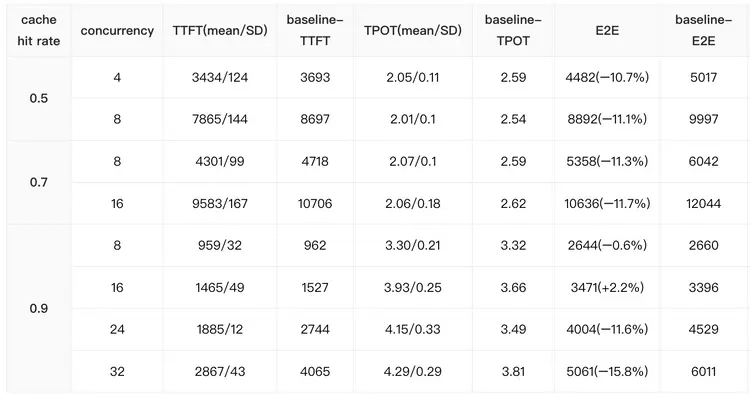 cache hit rate | concurrency | TTFT(mean/SD) | baseline–TTFT | TPOT(mean/SD) | baseline–TPOT | E2E | baseline–E2E
0.5 | 4 | 3434/124 | 3693 | 2.05/0.11 | 2.59 | 4482(−10.7%) | 5017
8 | 7865/144 | 8697 | 2.01/0.1 | 2.54 | 8892(−11.1%) | 9997
0.7 | 8 | 4301/99 | 4718 | 2.07/0.1 | 2.59 | 5358(−11.3%) | 6042
16 | 9583/167 | 10706 | 2.06/0.18 | 2.62 | 10636(−11.7%) | 12044
0.9 | 8 | 959/32 | 962 | 3.30/0.21 | 3.32 | 2644(−0.6%) | 2660
16 | 1465/49 | 1527 | 3.93/0.25 | 3.66 | 3471(+2.2%) | 3396
24 | 1885/12 | 2744 | 4.15/0.33 | 3.49 | 4004(−11.6%) | 4529
32 | 2867/43 | 4065 | 4.29/0.29 | 3.81 | 5061(−15.8%) | 6011